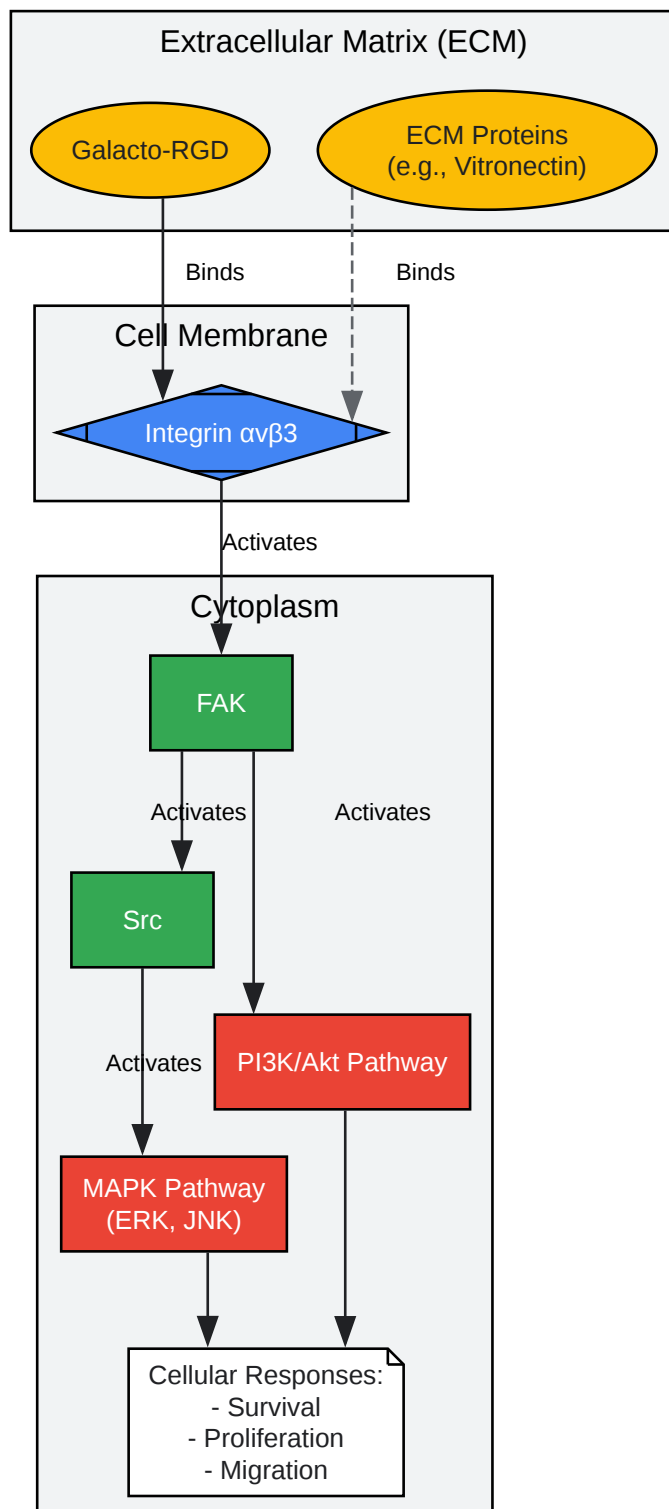 Extracellular Matrix (ECM)
Galacto-RGD
ECM Proteins
(e.g., Vitronectin)
Binds
Binds
Cell Membrane
Integrin αvβ3
Activates
Cytoplasm
FAK
Activates
Activates
Src
Activates
PI3K/Akt Pathway
MAPK Pathway
(ERK, JNK)
Cellular Responses:
- Survival
- Proliferation
- Migration